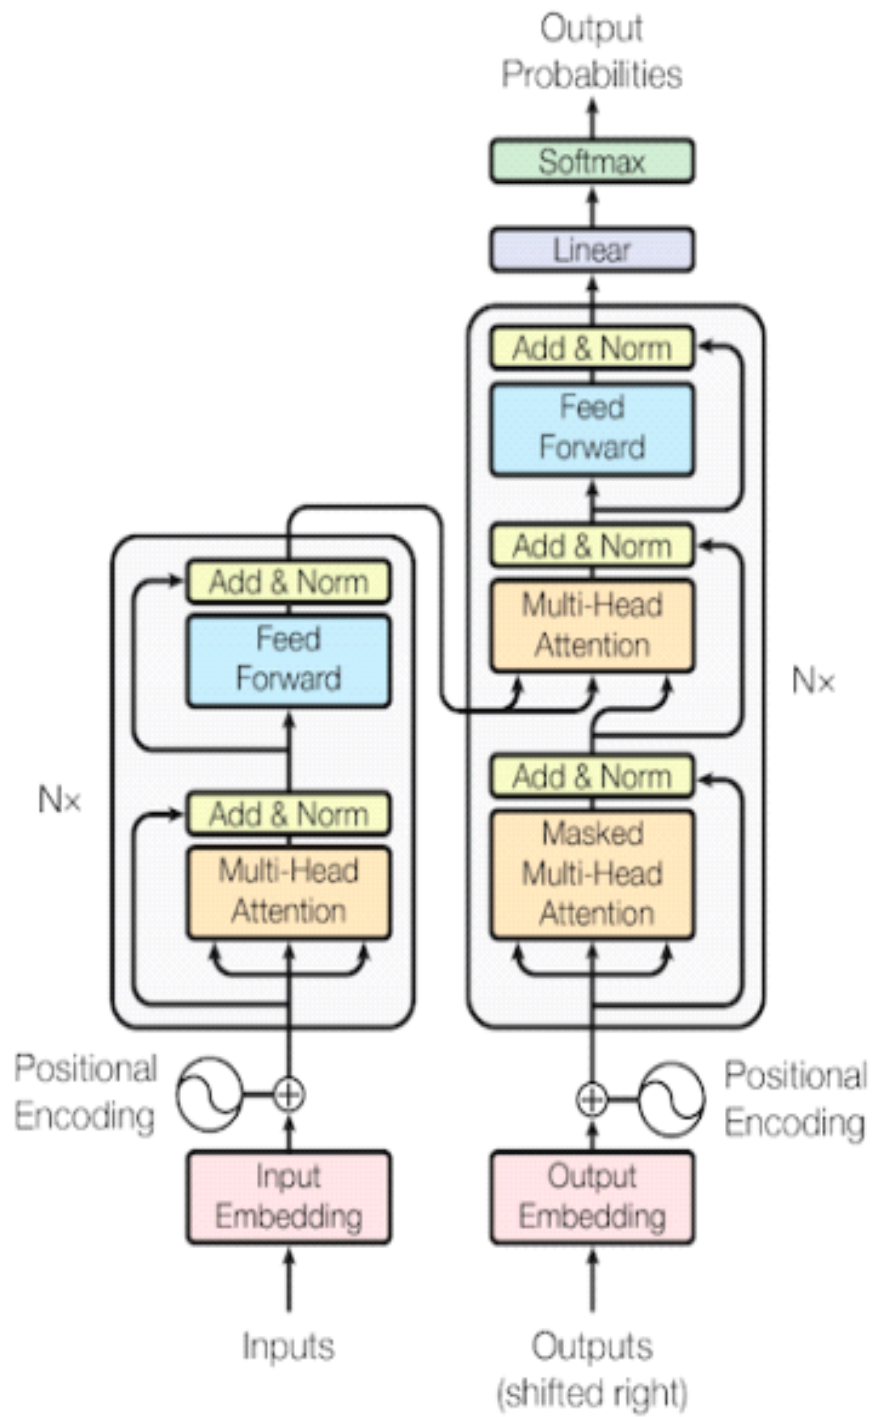 Output
Probabilities
Softmax
Linear
Add & Norm
Feed
Forward
Add & Norm
Multi-Head
Attention
Nx
Add & Norm
Masked
Multi-Head
Attention
Positional
Encoding
Output
Embedding
Outputs
(shifted right)
Add & Norm
Feed
Forward
Nx
Add & Norm
Multi-Head
Attention
Positional
Encoding
Input
Embedding
Inputs